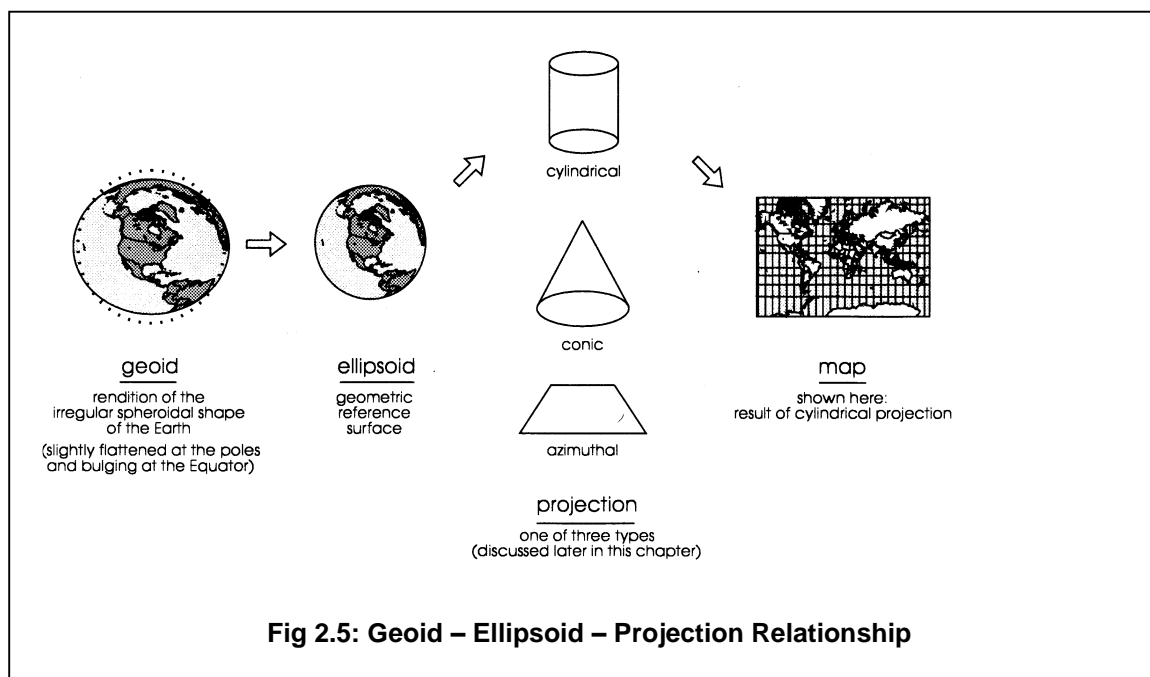 cylindrical
conic
azimuthal
geoid
rendition of the
irregular spheroidal shape
of the Earth
(slightly flattened at the poles
and bulging at the Equator)
ellipsoid
geometric
reference
surface
projection
one of three types
(discussed later in this chapter)
map
shown here:
result of cylindrical projection
Fig 2.5: Geoid – Ellipsoid – Projection Relationship